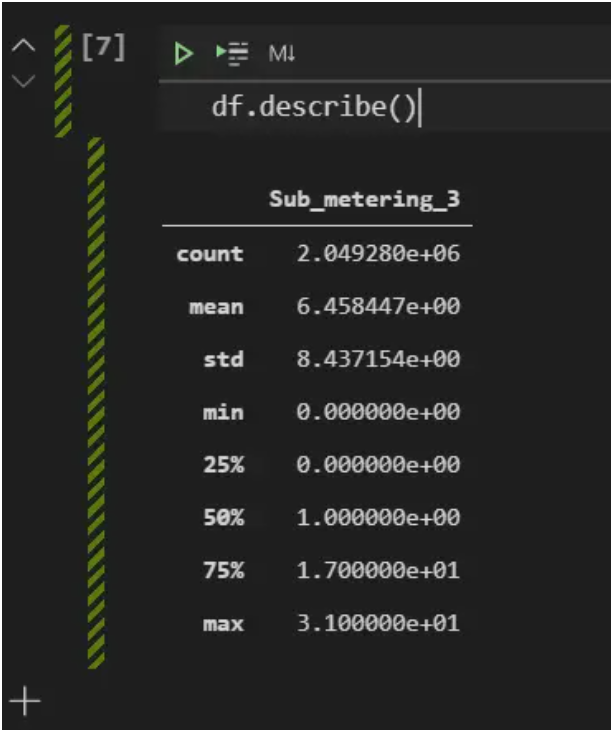 [7]
M↓
df.describe()
Sub_metering_3
count 2.049280e+06
mean 6.458447e+00
std 8.437154e+00
min 0.000000e+00
25% 0.000000e+00
50% 1.000000e+00
75% 1.700000e+01
max 3.100000e+01